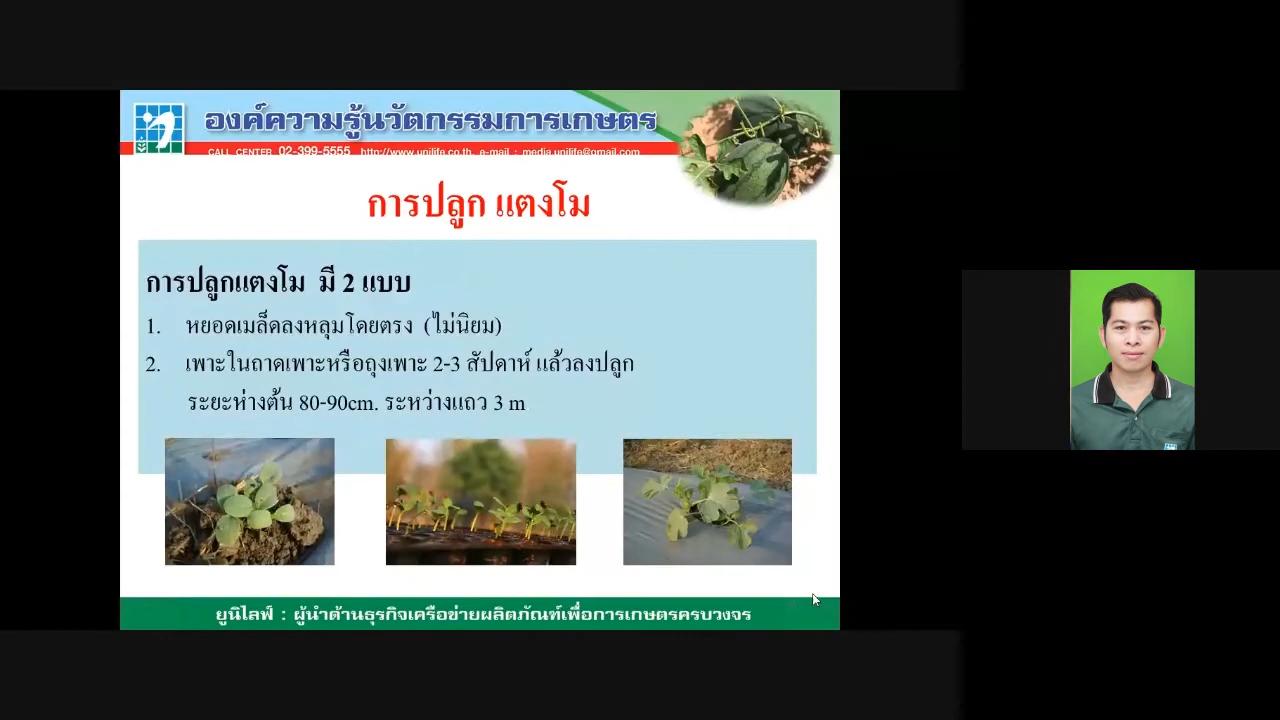 องค์ความรู้นวัตกรรมการเกษตร
CALL CENTER 02-399-5555 http://www.unilife.co.th, e-mail : media.unilife@gmail.com
การปลูก แตงโม
การปลูกแตงโม มี 2 แบบ
1. หยอดเมล็ดลงหลุมโดยตรง (ไม่นิยม)
2. เพาะในถาดเพาะหรือถุงเพาะ 2-3 สัปดาห์ แล้วลงปลูก
ระยะห่างต้น 80-90cm. ระหว่างแถว 3 m
ยูนิไลฟ์ : ผู้นำด้านธุรกิจเครือข่ายผลิตภัณฑ์เพื่อการเกษตรครบวงจร